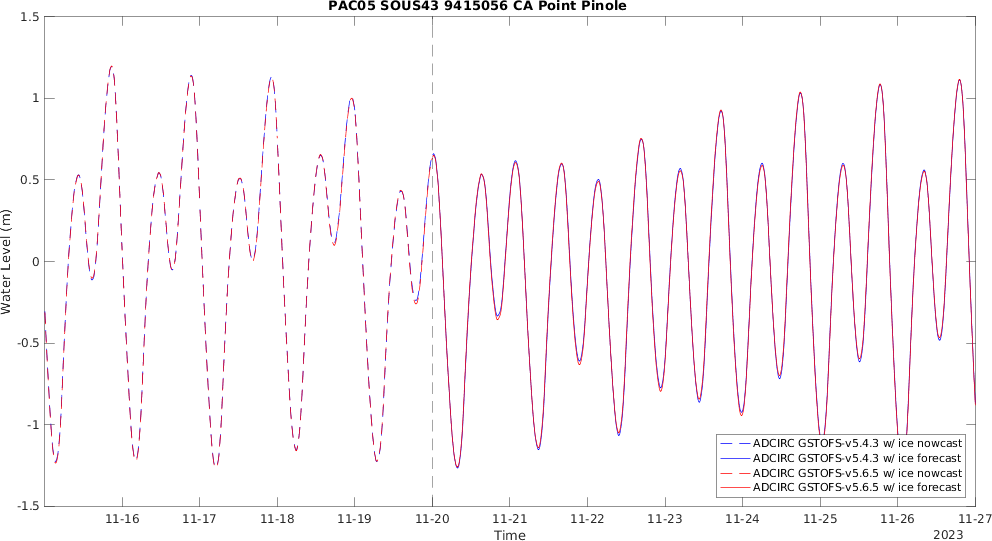 PAC05 SOUS43 9415056 CA Point Pinole
1.5
1
0.5
0
-0.5
-1
-1.5
Water Level (m)
ADCIRC GSTOFS-v5.4.3 w/ ice nowcast
ADCIRC GSTOFS-v5.4.3 w/ ice forecast
ADCIRC GSTOFS-v5.6.5 w/ ice nowcast
ADCIRC GSTOFS-v5.6.5 w/ ice forecast
11-16 11-17 11-18 11-19 11-20 11-21 11-22 11-23 11-24 11-25 11-26 11-27
Time
2023